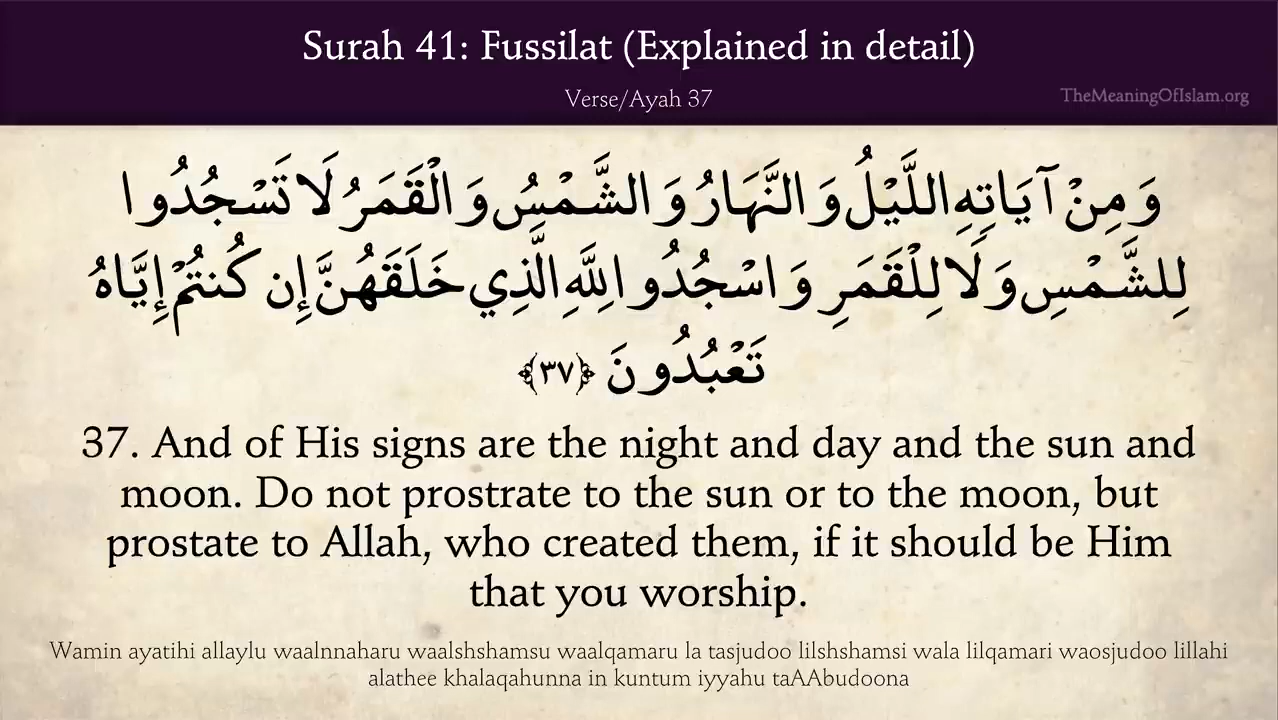 Surah 41: Fussilat (Explained in detail)
Verse/Ayah 37
TheMeaningOfIslam.org
وَمِنْ آيَاتِهِ اللَّيْلُ وَالنَّهَارُ وَالشَّمْسُ وَالْقَمَرُ لَا تَسْجُدُوا
لِلشَّمْسِ وَلَا لِلْقَمَرِ وَاسْجُدُوا لِلَّهِ الَّذِي خَلَقَهُنَّ إِن كُنتُمْ إِيَّاهُ
تَعْبُدُونَ ﴿٣٧﴾
37. And of His signs are the night and day and the sun and
moon. Do not prostrate to the sun or to the moon, but
prostate to Allah, who created them, if it should be Him
that you worship.
Wamin ayatihi allaylu waalnnaharu waalshshamsu waalqamaru la tasjudoo lilshshamsi wala lilqamari waosjudoo lillahi
alathee khalaqahunna in kuntum iyyahu taAAbudoona